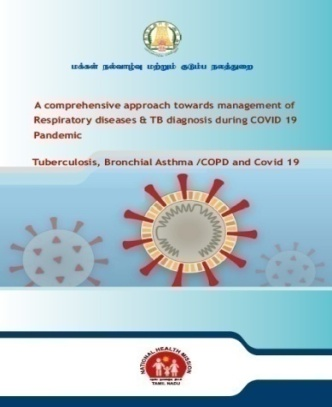 மக்கள் நல்வாழ்வு மற்றும் குடும்ப நலத்துறை
A comprehensive approach towards management of
Respiratory diseases & TB diagnosis during COVID 19
Pandemic
Tuberculosis, Bronchial Asthma /COPD and Covid 19
NATIONAL HEALTH MISSION
TAMIL NADU